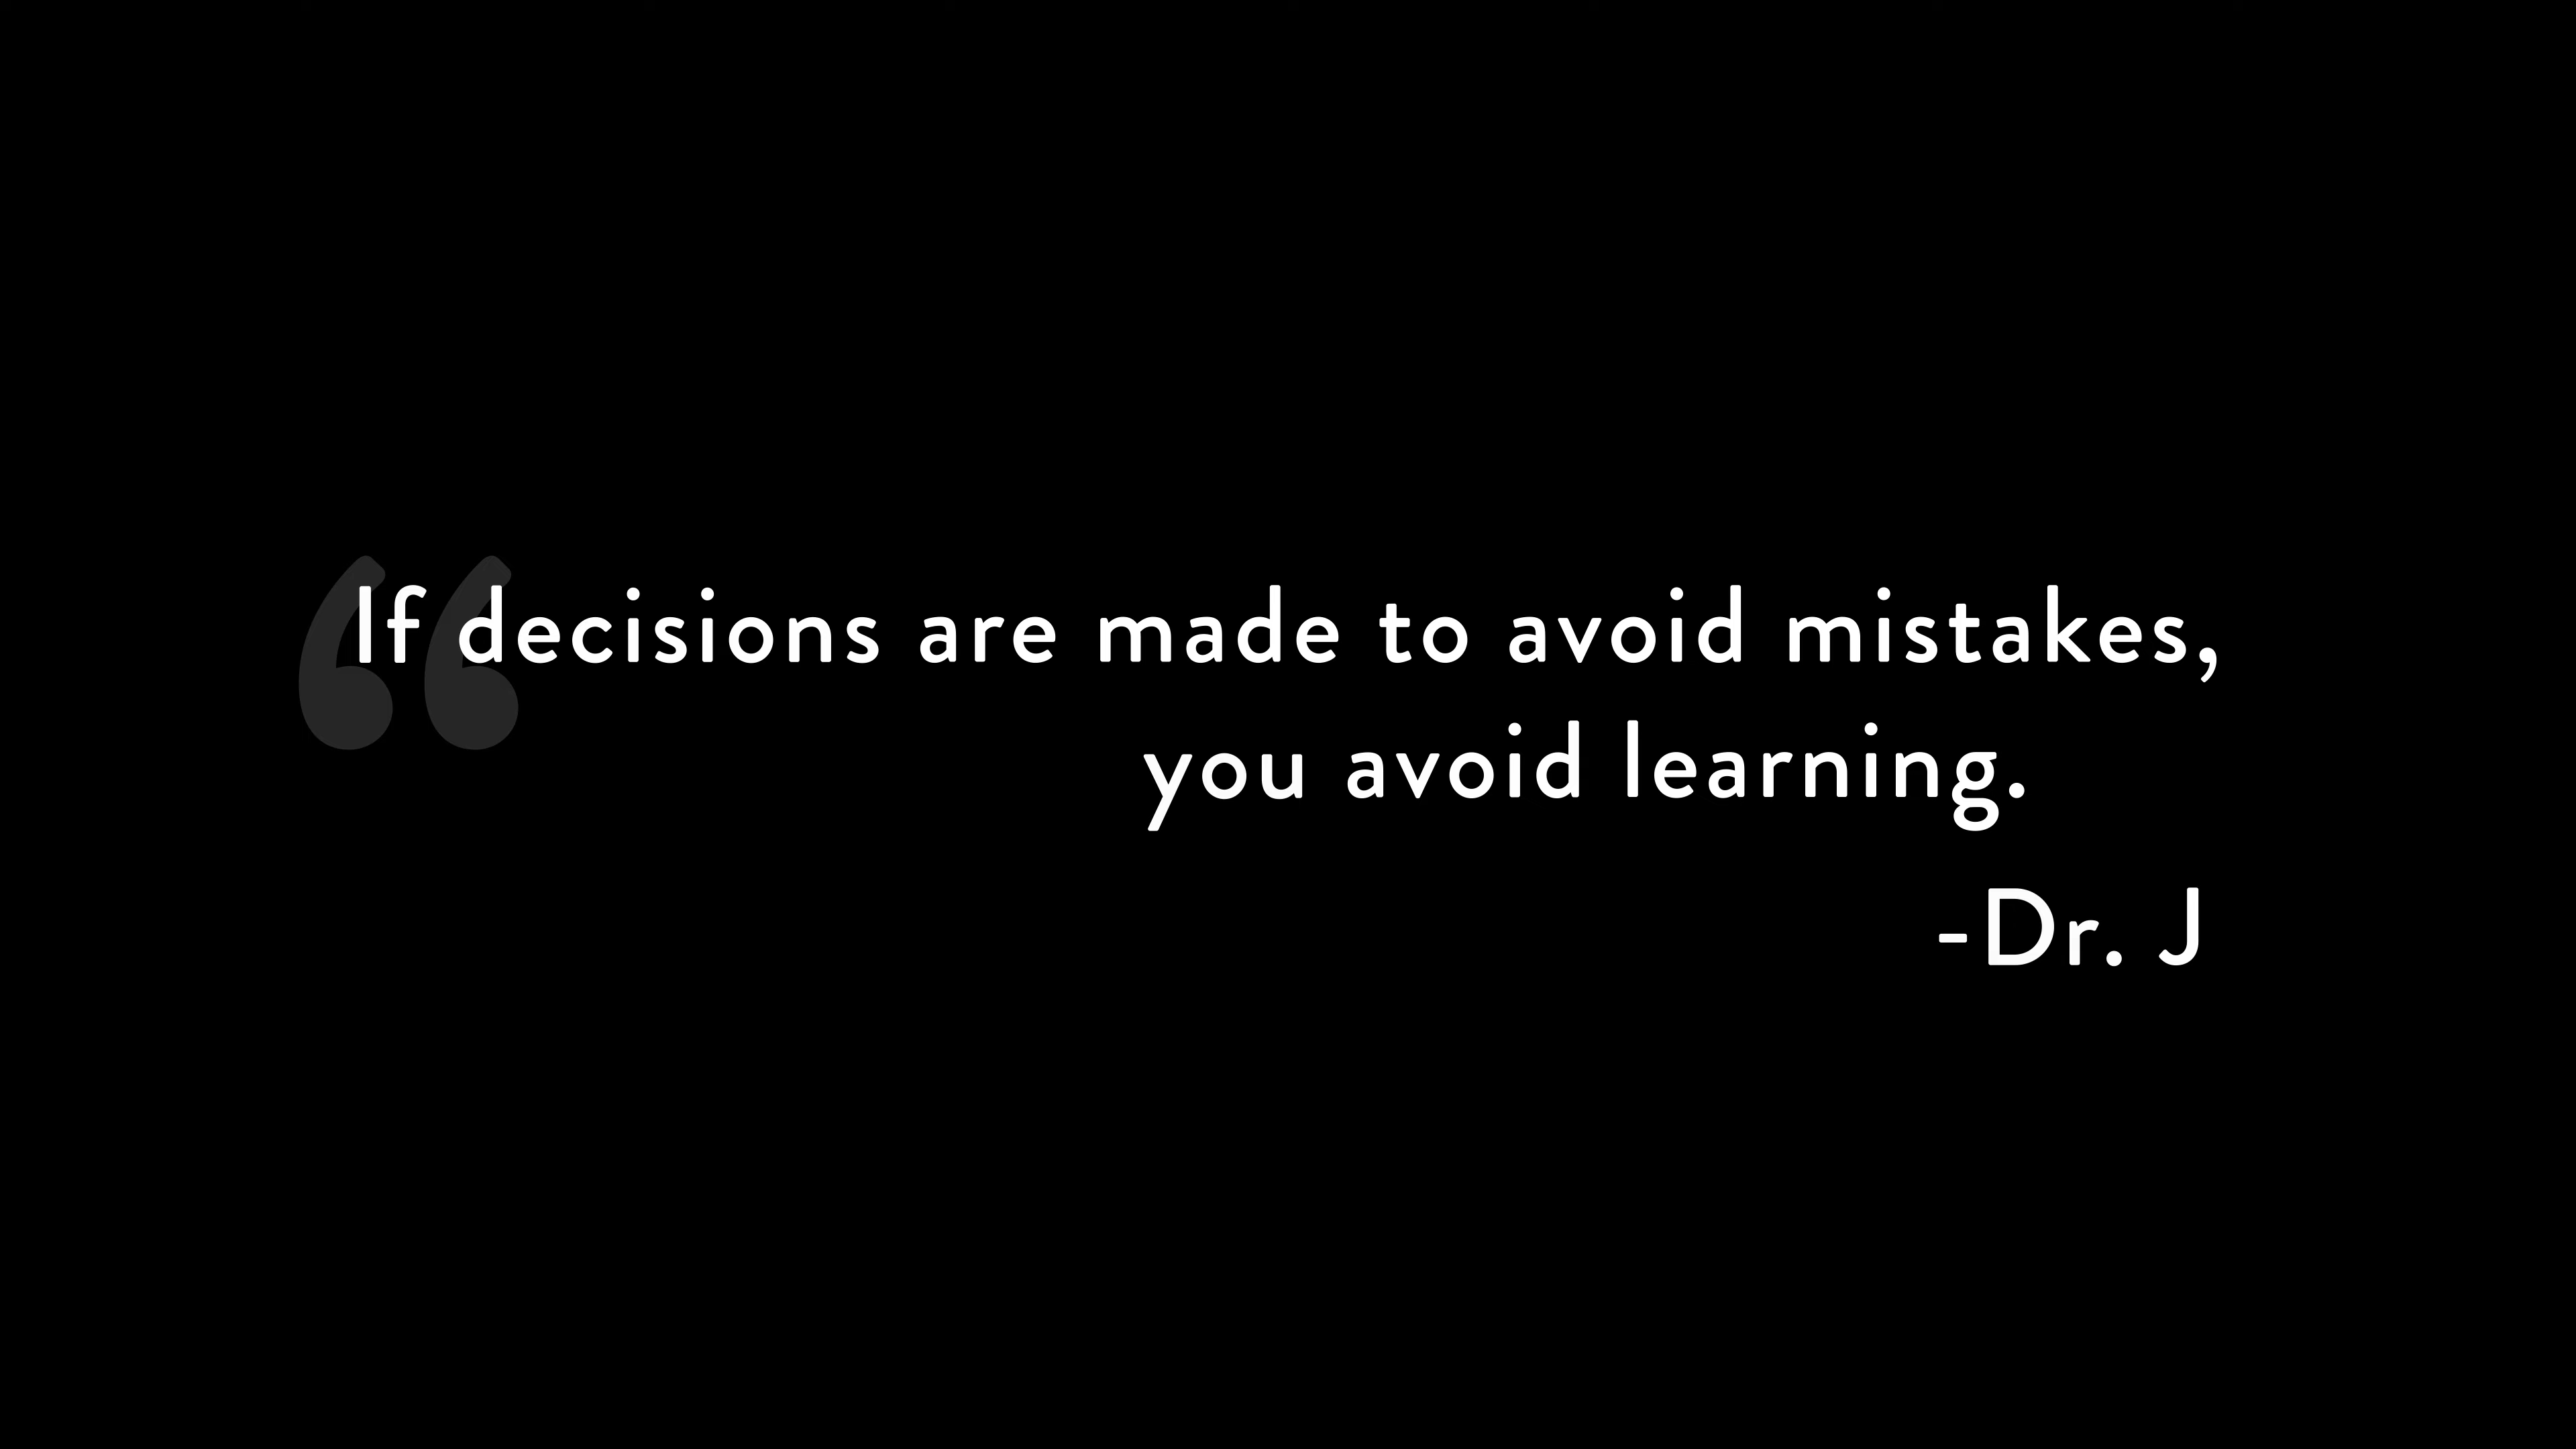 “If decisions are made to avoid mistakes,
you avoid learning.
-Dr. J